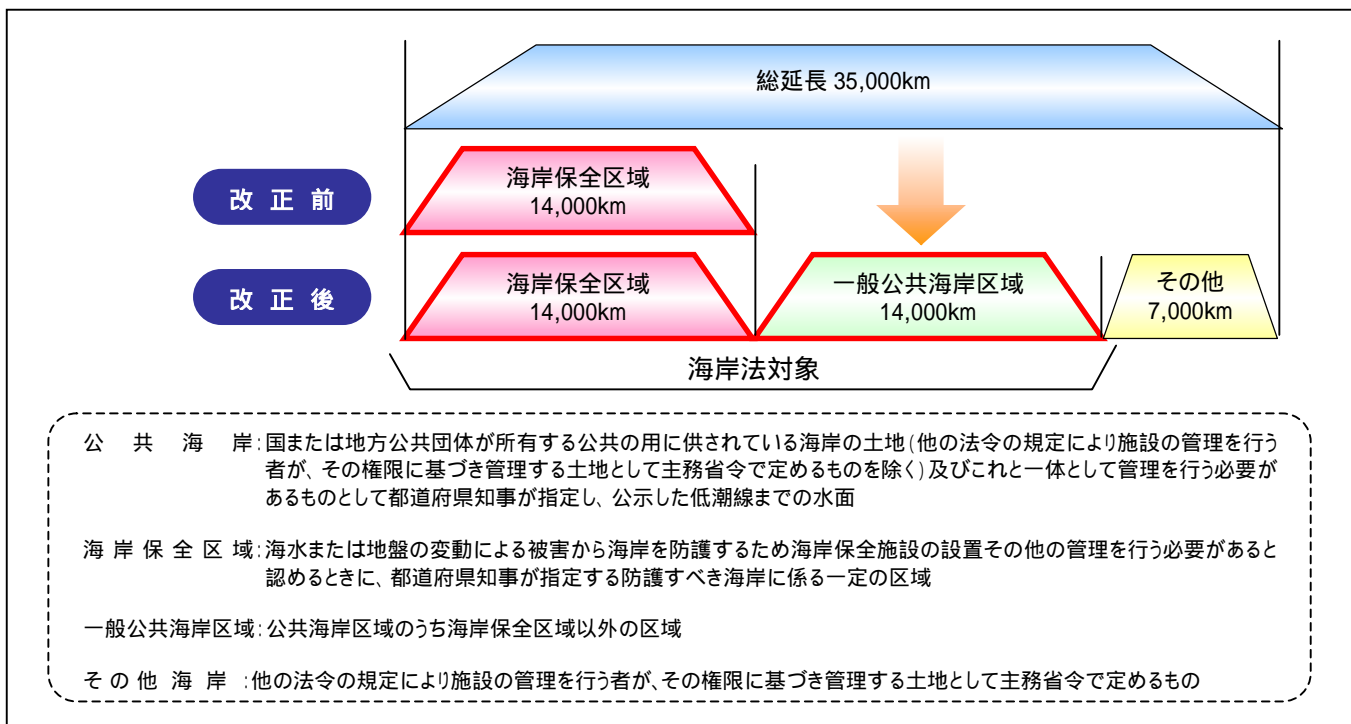 総延長 35,000km
改正前
海岸保全区域
14,000km
改正後
海岸保全区域
14,000km
一般公共海岸区域
14,000km
その他
7,000km
海岸法対象
公共海岸:国または地方公共団体が所有する公共の用に供されている海岸の土地(他の法令の規定により施設の管理を行う
者が、その権限に基づき管理する土地として主務省令で定めるものを除く)及びこれと一体として管理を行う必要が
あるものとして都道府県知事が指定し、公示した低潮線までの水面
海岸保全区域:海水または地盤の変動による被害から海岸を防護するため海岸保全施設の設置その他の管理を行う必要があると
認めるときに、都道府県知事が指定する防護すべき海岸に係る一定の区域
一般公共海岸区域:公共海岸区域のうち海岸保全区域以外の区域
その他海岸:他の法令の規定により施設の管理を行う者が、その権限に基づき管理する土地として主務省令で定めるもの